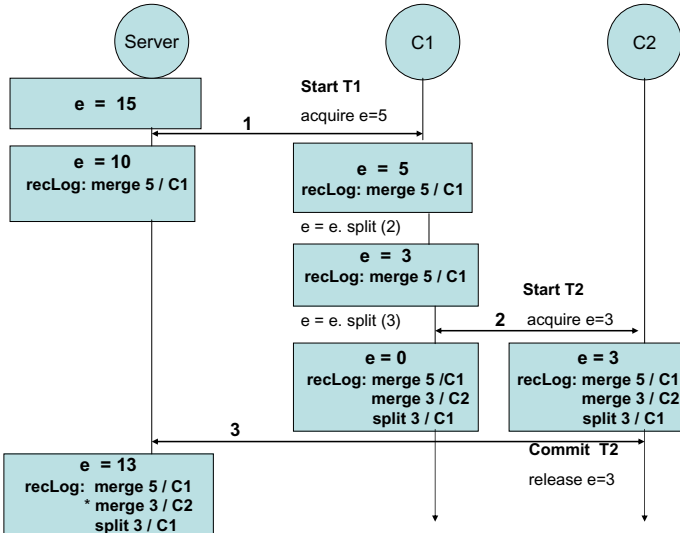 Server
C1
C2
e = 15
Start T1
acquire e=5
1
e = 10
recLog: merge 5 / C1
e = 5
recLog: merge 5 / C1
e = e. split (2)
e = 3
recLog: merge 5 / C1
e = e. split (3)
Start T2
2
acquire e=3
e = 0
recLog: merge 5 /C1
merge 3 / C2
split 3 / C1
e = 3
recLog: merge 5 / C1
merge 3 / C2
split 3 / C1
3
Commit T2
release e=3
e = 13
recLog: merge 5 / C1
* merge 3 / C2
split 3 / C1